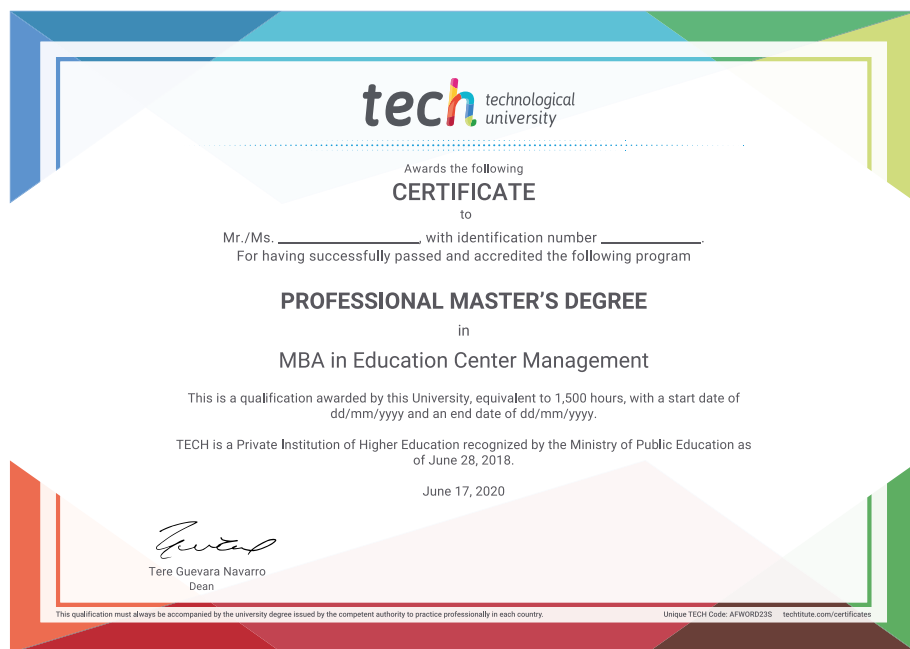 tech technological
university
Awards the following
CERTIFICATE
to
Mr./Ms. ____________________, with identification number ______________.
For having successfully passed and accredited the following program
PROFESSIONAL MASTER'S DEGREE
in
MBA in Education Center Management
This is a qualification awarded by this University, equivalent to 1,500 hours, with a start date of
dd/mm/yyyy and an end date of dd/mm/yyyy.
TECH is a Private Institution of Higher Education recognized by the Ministry of Public Education as
of June 28, 2018.
June 17, 2020
Tere Guevara Navarro
Dean
This qualification must always be accompanied by the university degree issued by the competent authority to practice professionally in each country. Unique TECH Code: AFWORD23S techtitute.com/certificates